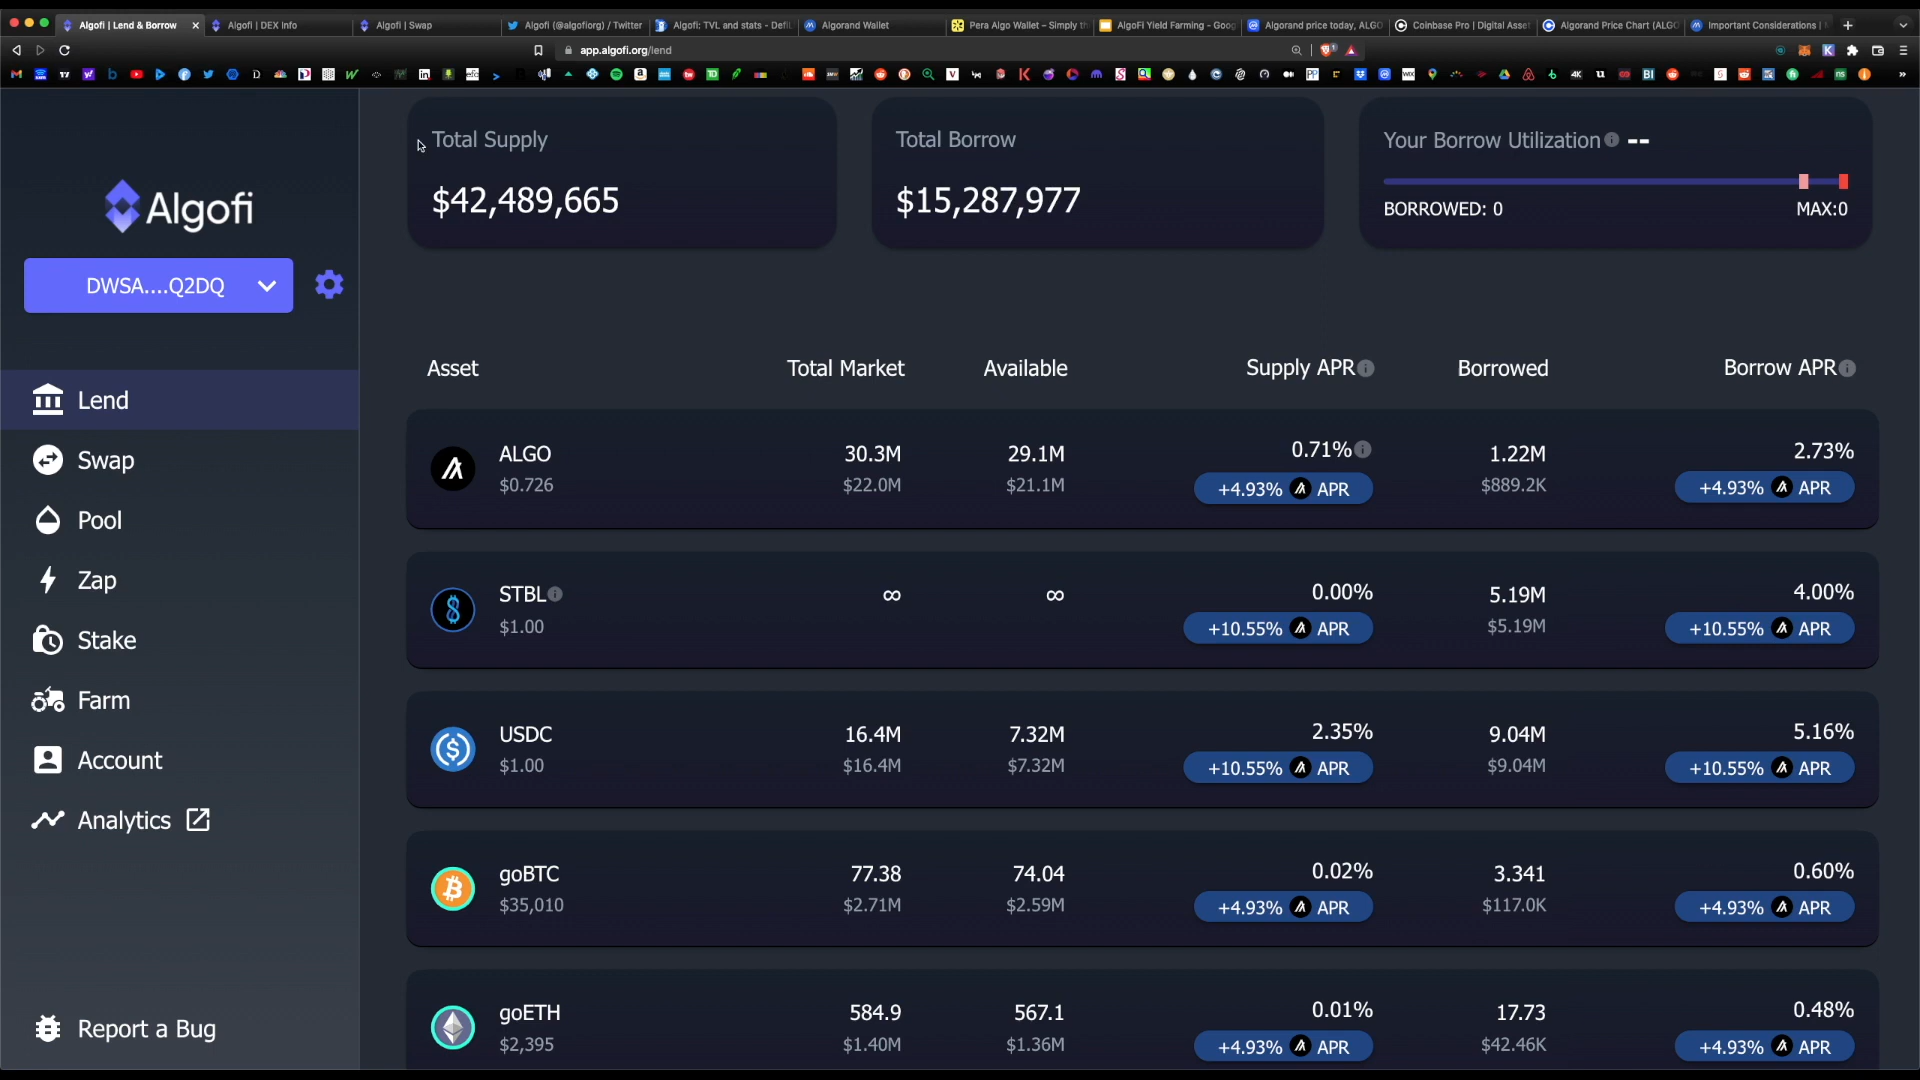 Algofi | Lend & Borrow
Algofi | DEX Info
Algofi | Swap
Algofi (@algofiorg) / Twitter
Algofi: TVL and stats - DefiL
Algorand Wallet
Pera Algo Wallet – Simply th
AlgoFi Yield Farming - Goog
Algorand price today, ALGO
Coinbase Pro | Digital Asset
Algorand Price Chart (ALGO
Important Considerations |
app.algofi.org/lend
Algofi
DWSA....Q2DQ
Lend
Swap
Pool
Zap
Stake
Farm
Account
Analytics
Report a Bug
Total Supply
$42,489,665
Total Borrow
$15,287,977
Your Borrow Utilization --
BORROWED: 0 MAX:0
Asset Total Market Available Supply APR Borrowed Borrow APR
ALGO 30.3M 29.1M 0.71% 1.22M 2.73%
$0.726 $22.0M $21.1M +4.93% APR $889.2K +4.93% APR
STBL ∞ ∞ 0.00% 5.19M 4.00%
$1.00 +10.55% APR $5.19M +10.55% APR
USDC 16.4M 7.32M 2.35% 9.04M 5.16%
$1.00 $16.4M $7.32M +10.55% APR $9.04M +10.55% APR
goBTC 77.38 74.04 0.02% 3.341 0.60%
$35,010 $2.71M $2.59M +4.93% APR $117.0K +4.93% APR
goETH 584.9 567.1 0.01% 17.73 0.48%
$2,395 $1.40M $1.36M +4.93% APR $42.46K +4.93% APR